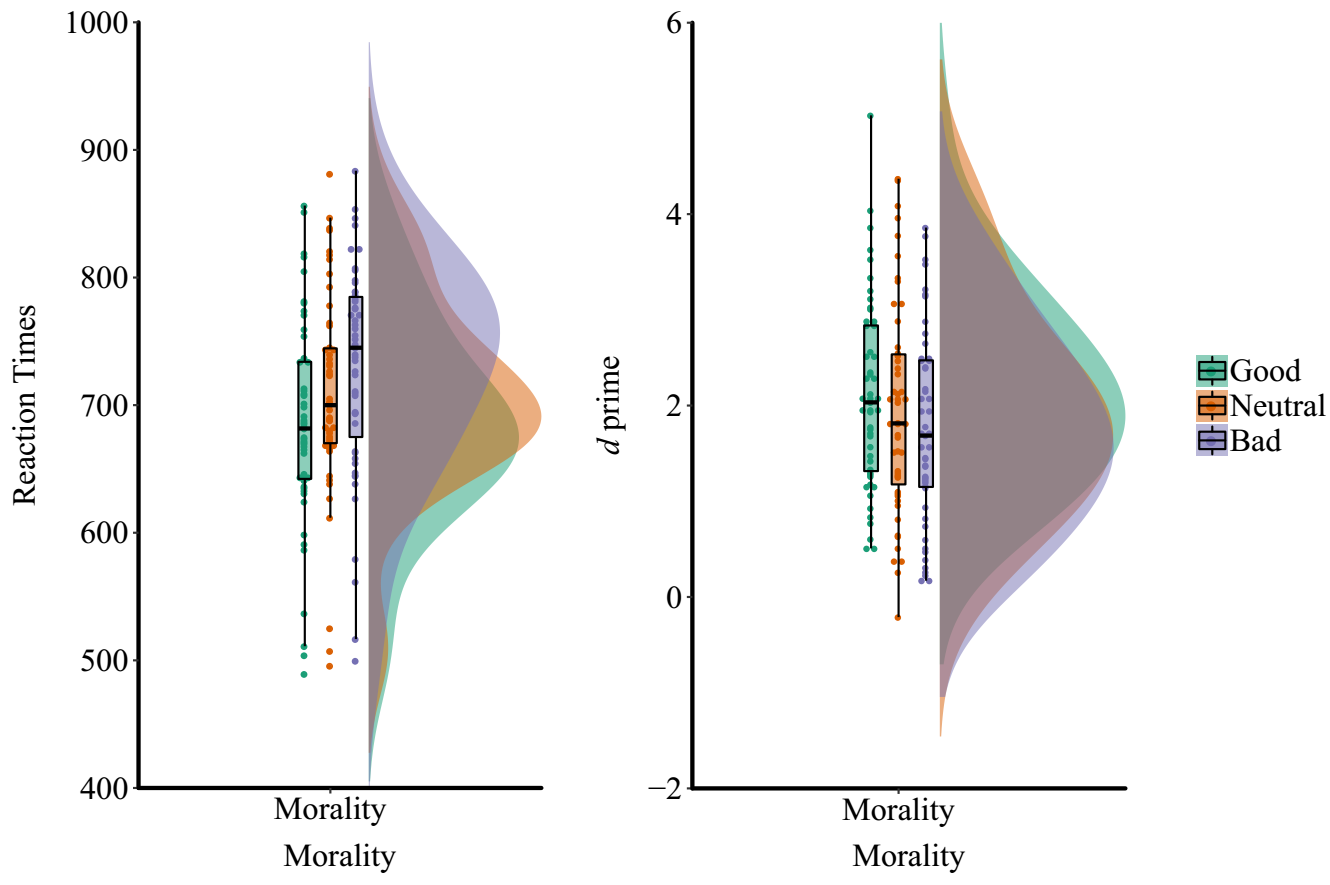 Reaction Times
1000
900
800
700
600
500
400
Morality
Morality
d prime
6
4
2
0
−2
Morality
Morality
Good
Neutral
Bad